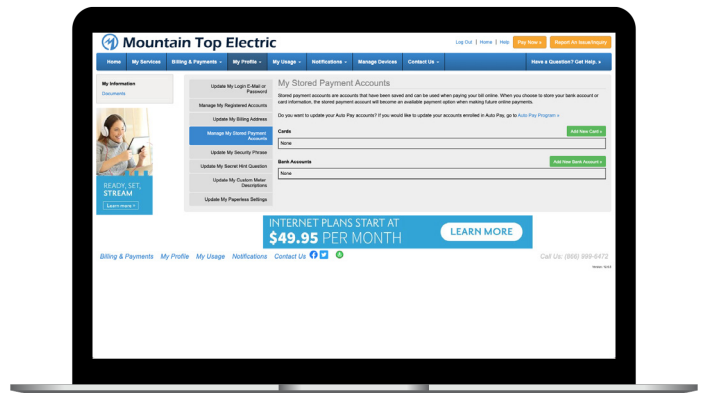 Mountain Top Electric
Log Out | Home | Help
Pay Now »
Report An Issue/Inquiry
Home
My Services
Billing & Payments
My Profile
My Usage
Notifications
Manage Devices
Contact Us
Have a Question? Get Help. »
My Information
Documents
READY, SET,
STREAM
Learn more >
Update My Login E-Mail or
Password
Manage My Registered Accounts
Update My Billing Address
Manage My Stored Payment
Accounts
Update My Security Phrase
Update My Secret Hint Question
Update My Custom Meter
Descriptions
Update My Paperless Settings
My Stored Payment Accounts
Stored payment accounts are accounts that have been saved and can be used when paying your bill online. When you choose to store your bank account or
card information, the stored payment account will become an available payment option when making future online payments.
Do you want to update your Auto Pay accounts? If you would like to update your accounts enrolled in Auto Pay, go to Auto Pay Program »
Cards
Add New Card »
None
Bank Accounts
Add New Bank Account »
None
INTERNET PLANS START AT
$49.95 PER MONTH
LEARN MORE
Billing & Payments My Profile My Usage Notifications Contact Us
Call Us: (866) 999-6472